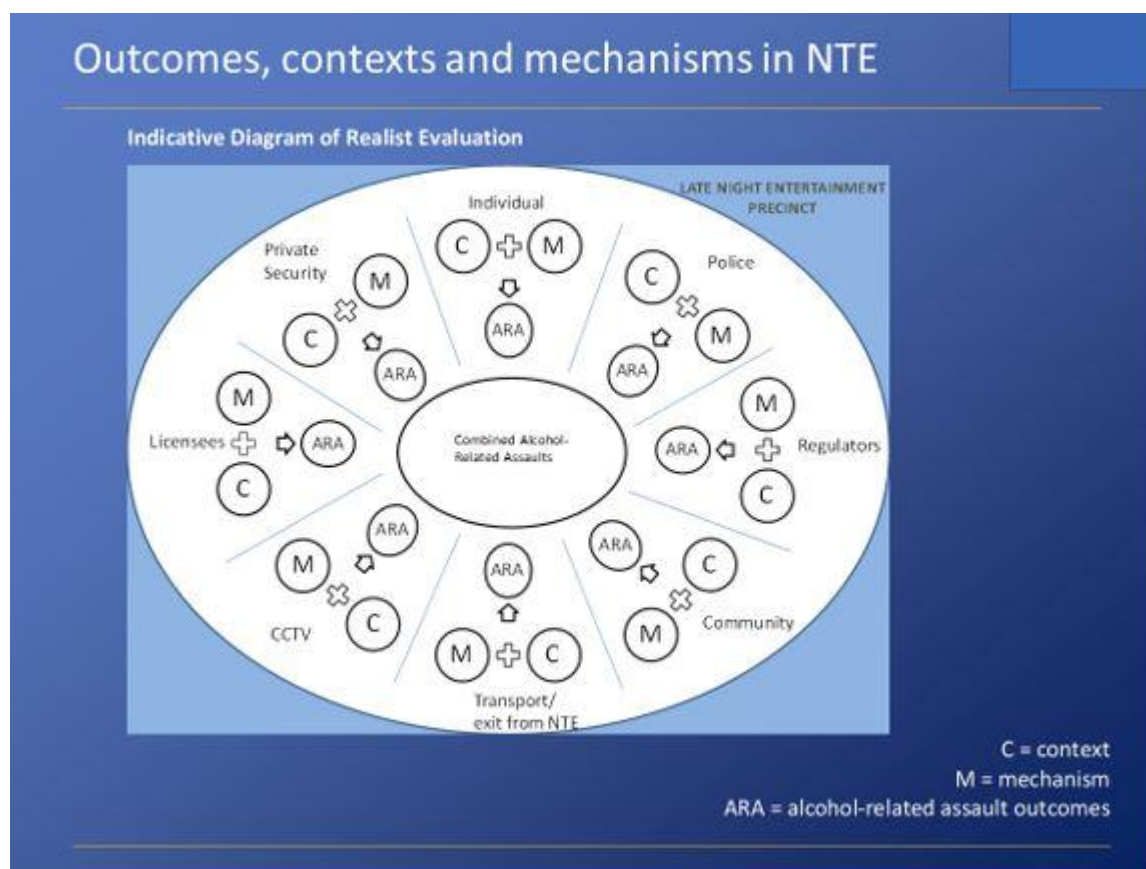 Outcomes, contexts and mechanisms in NTE
Indicative Diagram of Realist Evaluation
LATE NIGHT ENTERTAINMENT
PRECINCT
Individual
C
M
ARA
Police
C
M
ARA
Regulators
M
C
ARA
Community
C
M
ARA
Transport/
exit from NTE
M
C
ARA
CCTV
M
C
ARA
Licensees
M
C
ARA
Private
Security
M
C
ARA
Combined Alcohol-
Related Assaults
C = context
M = mechanism
ARA = alcohol-related assault outcomes